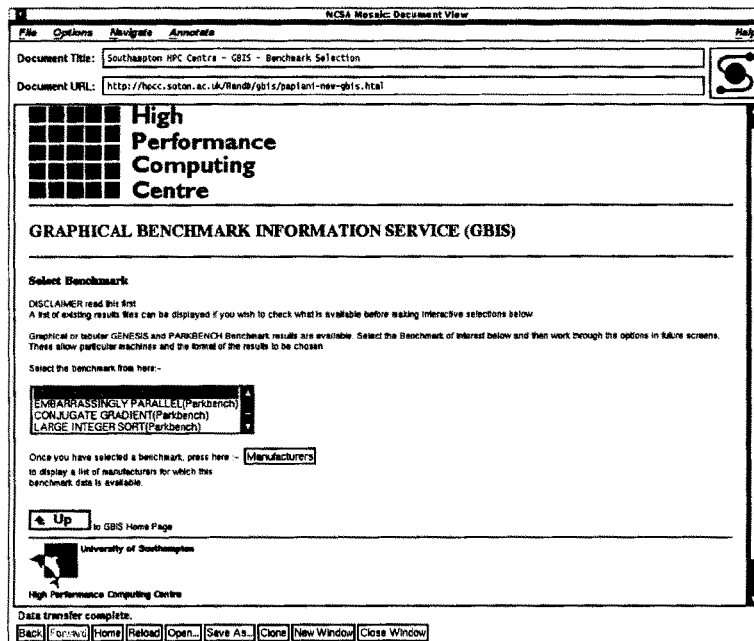 NCSA Mosaic: Document View
File Options Navigate Annotate Help
Document Title: Southampton HPC Centre - GBIS - Benchmark Selection
Document URL: http://hpcc.soton.ac.uk/RandD/gbis/papiani-new-gbis.html
High
Performance
Computing
Centre
GRAPHICAL BENCHMARK INFORMATION SERVICE (GBIS)
Select Benchmark
DISCLAIMER read this first
A list of existing results files can be displayed if you wish to check what is available before making interactive selections below
Graphical or tabular GENESIS and PARKBENCH Benchmark results are available. Select the Benchmark of interest below and then work through the options in future screens.
These allow particular machines and the format of the results to be chosen
Select the benchmark from here:-
EMBARRASSINGLY PARALLEL(Parkbench)
CONJUGATE GRADIENT(Parkbench)
LARGE INTEGER SORT(Parkbench)
Once you have selected a benchmark, press here :- Manufacturers
to display a list of manufacturers for which this
benchmark data is available.
Up to GBIS Home Page
University of Southampton
High Performance Computing Centre
Data transfer complete.
Back Forward Home Reload Open... Save As... Clone New Window Close Window